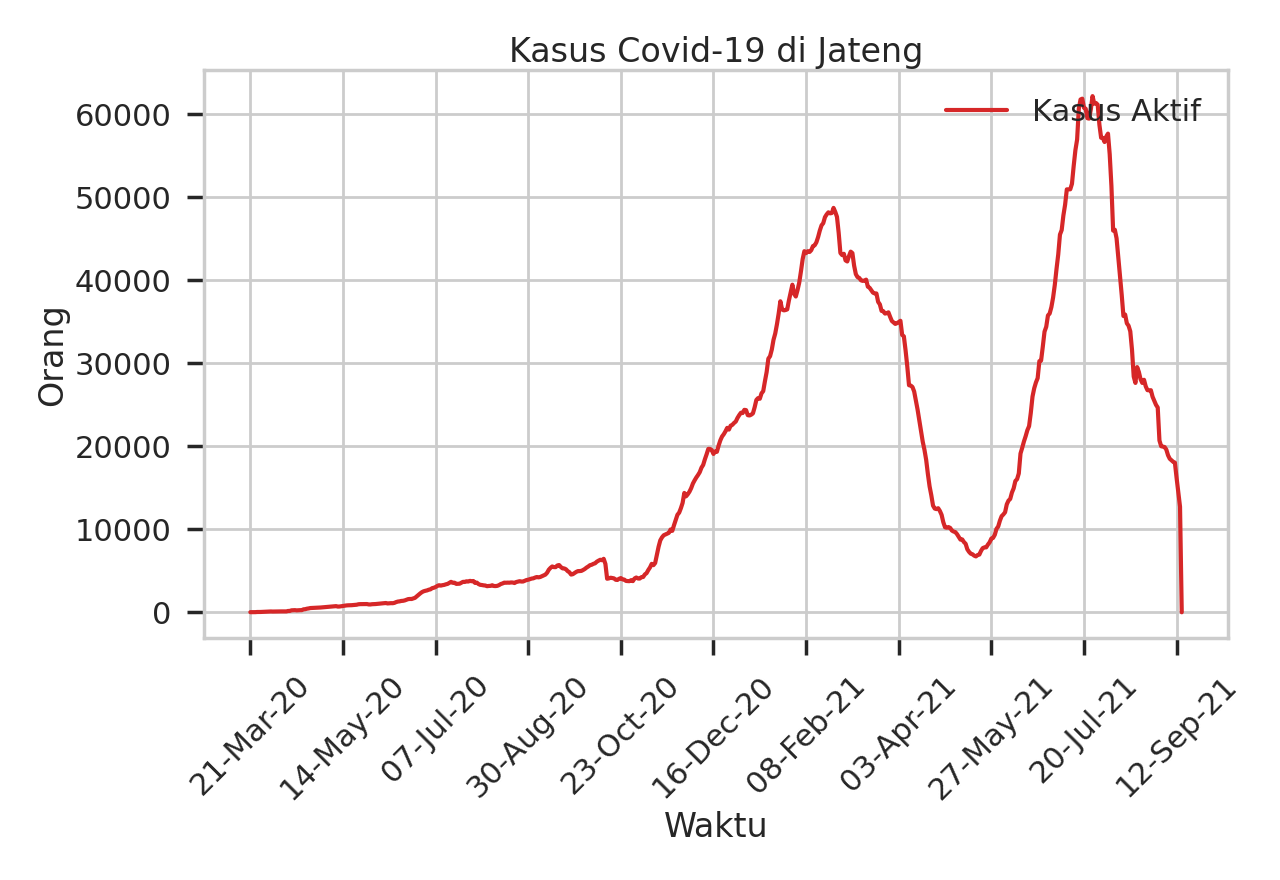 Kasus Covid-19 di Jateng
Kasus Aktif
60000
50000
40000
30000
20000
10000
0
Orang
21-Mar-20
14-May-20
07-Jul-20
30-Aug-20
23-Oct-20
16-Dec-20
08-Feb-21
03-Apr-21
27-May-21
20-Jul-21
12-Sep-21
Waktu